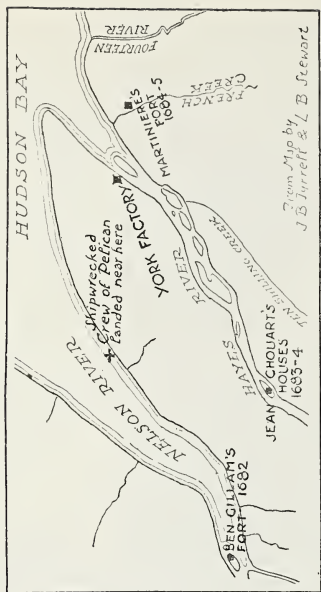 HUDSON BAY
FOURTEEN
RIVER
FRENCH
CREEK
MARTINIERE'S
FORT
1684-5
YORK FACTORY
Shipwrecked
Crew of Pelican
landed near here
NELSON RIVER
HAYES RIVER
TEN SHILLING CREEK
JEAN CHOUART'S
HOUSES
1683-4
BEN GILLAM'S
FORT 1682
From Map by
J B Tyrrell & L B Stewart